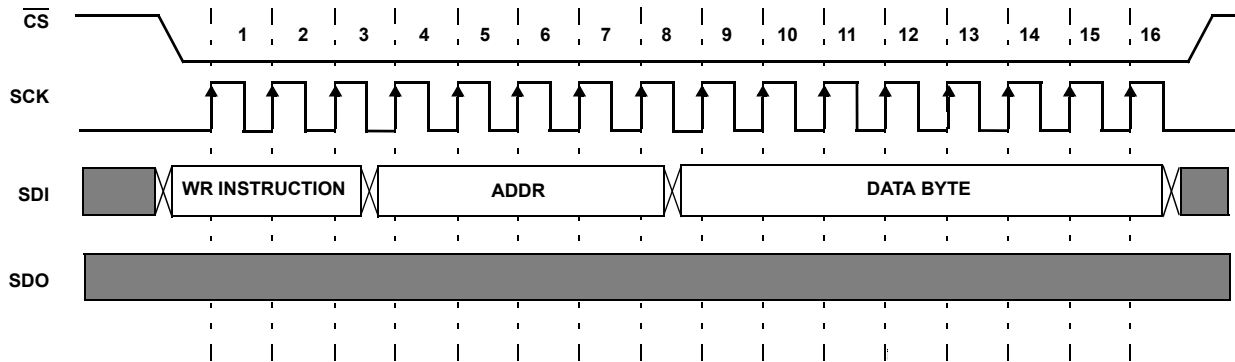 CS
1 2 3 4 5 6 7 8 9 10 11 12 13 14 15 16
SCK
SDI WR INSTRUCTION ADDR DATA BYTE
SDO